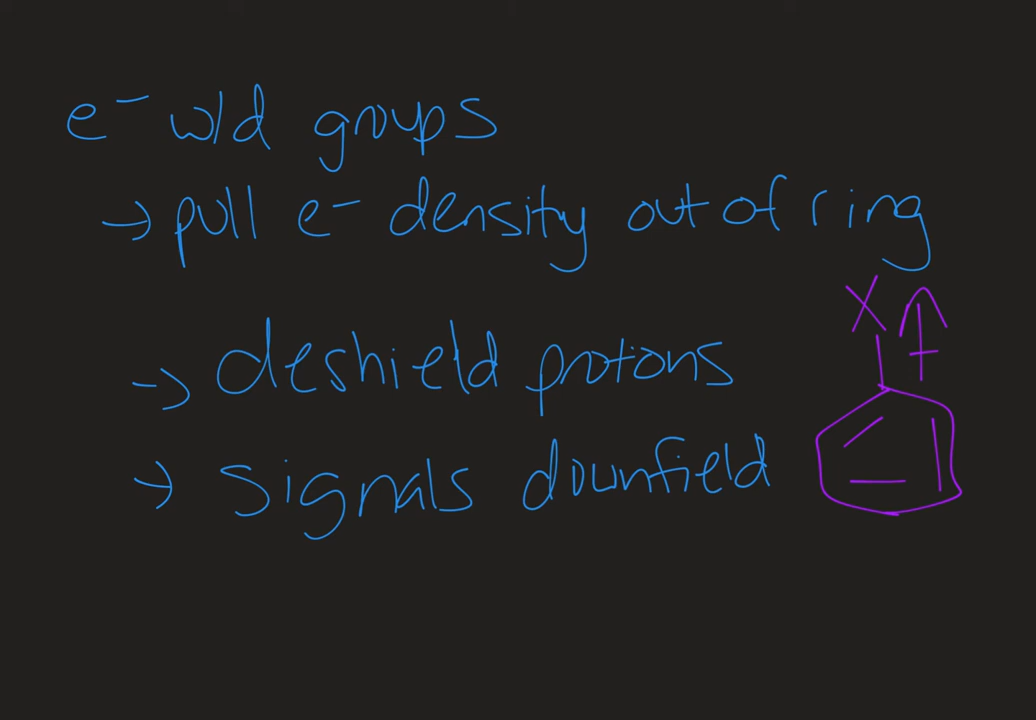 e⁻ w/d groups
→ pull e⁻ density out of ring
X
→ deshield protons
→ signals downfield